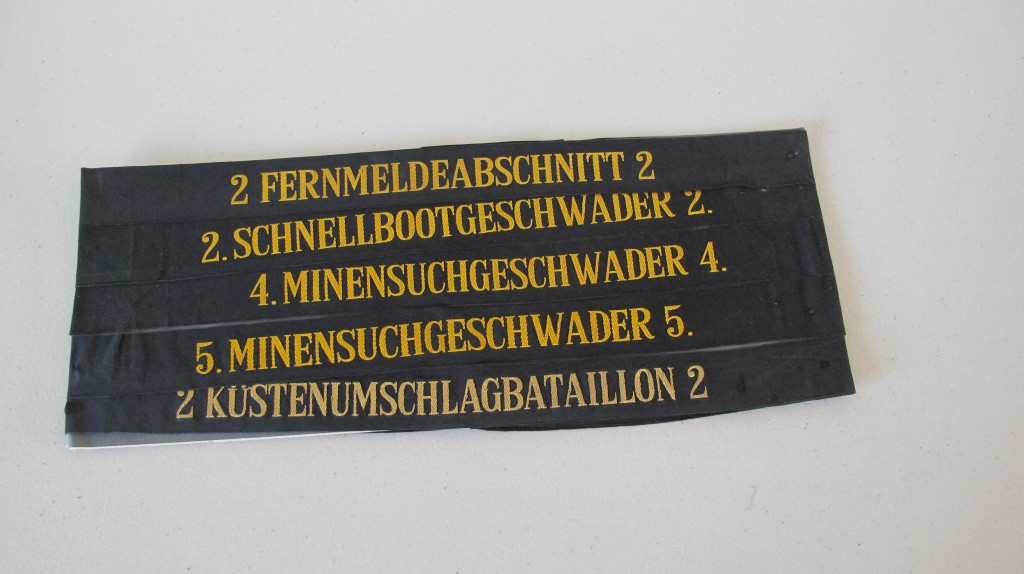 2 FERNMELDEABSCHNITT 2
2. SCHNELLBOOTGESCHWADER 2.
4. MINENSUCHGESCHWADER 4.
5. MINENSUCHGESCHWADER 5.
2 KÜSTENUMSCHLAGBATAILLON 2